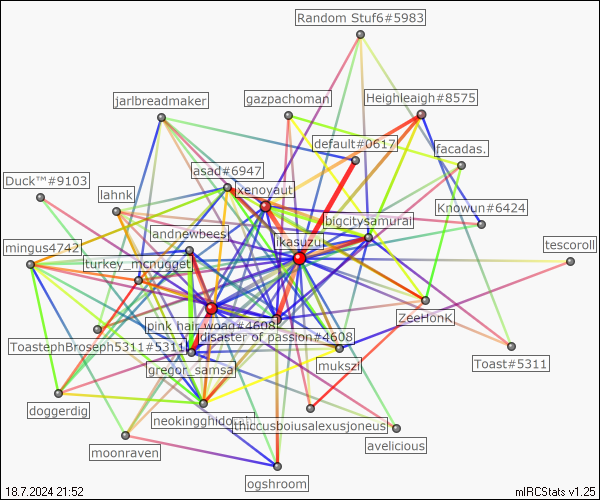 Random Stuf6#5983
jarlbreadmaker
gazpachoman
Heighleaigh#8575
default#0617
facadas.
asad#6947
Duck™#9103
lahnk
xenoyaut
Knowun#6424
bigcitysamurai
andnewbees
ikasuzu
mingus4742
tescoroll
turkey_mcnugget
pink hair woag#4608
ZeeHonk
disaster of passion#4608
ToastephBroseph5311#5311
gregor_samsa
mukszl
Toast#5311
doggerdig
neokingghidorah
thiccusboiusalexusjoneus
avelicious
moonraven
ogshroom
18.7.2024 21:52
mIRCStats v1.25